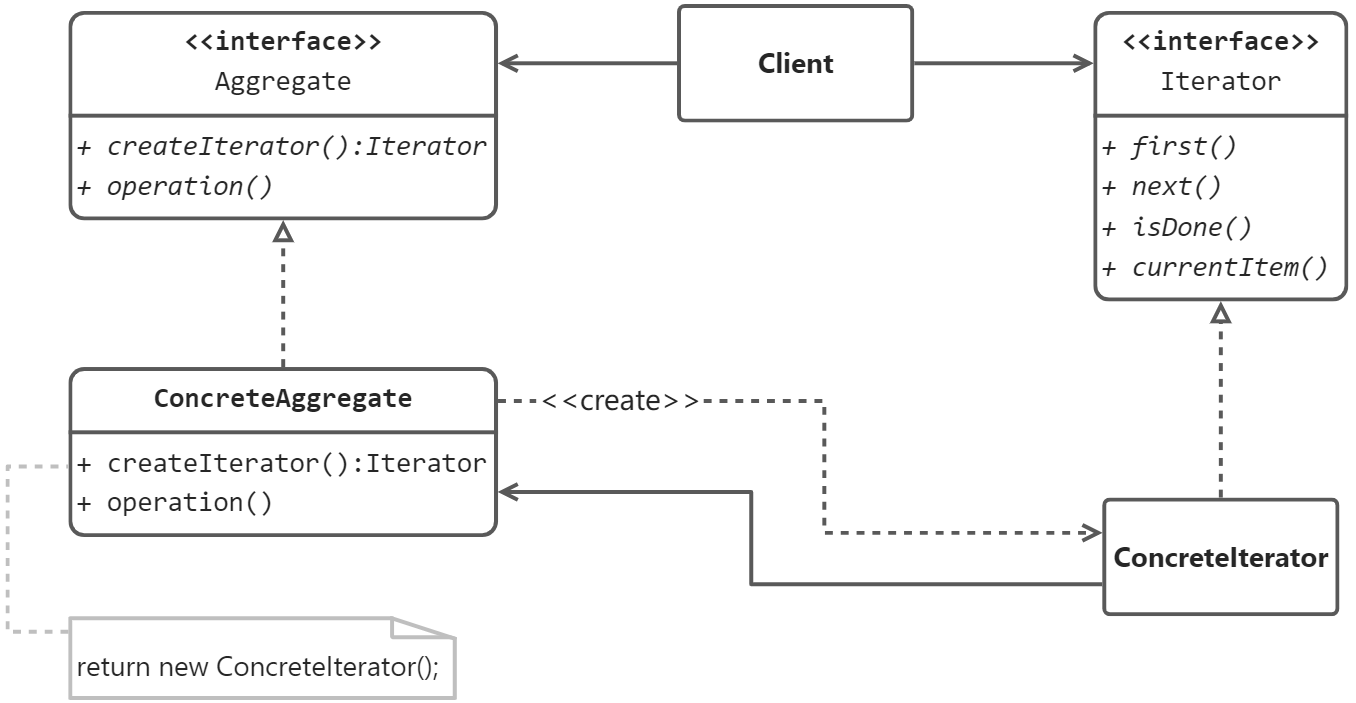 <<interface>>
Aggregate
+ createIterator():Iterator
+ operation()
Client
<<interface>>
Iterator
+ first()
+ next()
+ isDone()
+ currentItem()
ConcreteAggregate
+ createIterator():Iterator
+ operation()
<<create>>
ConcreteIterator
return new ConcreteIterator();